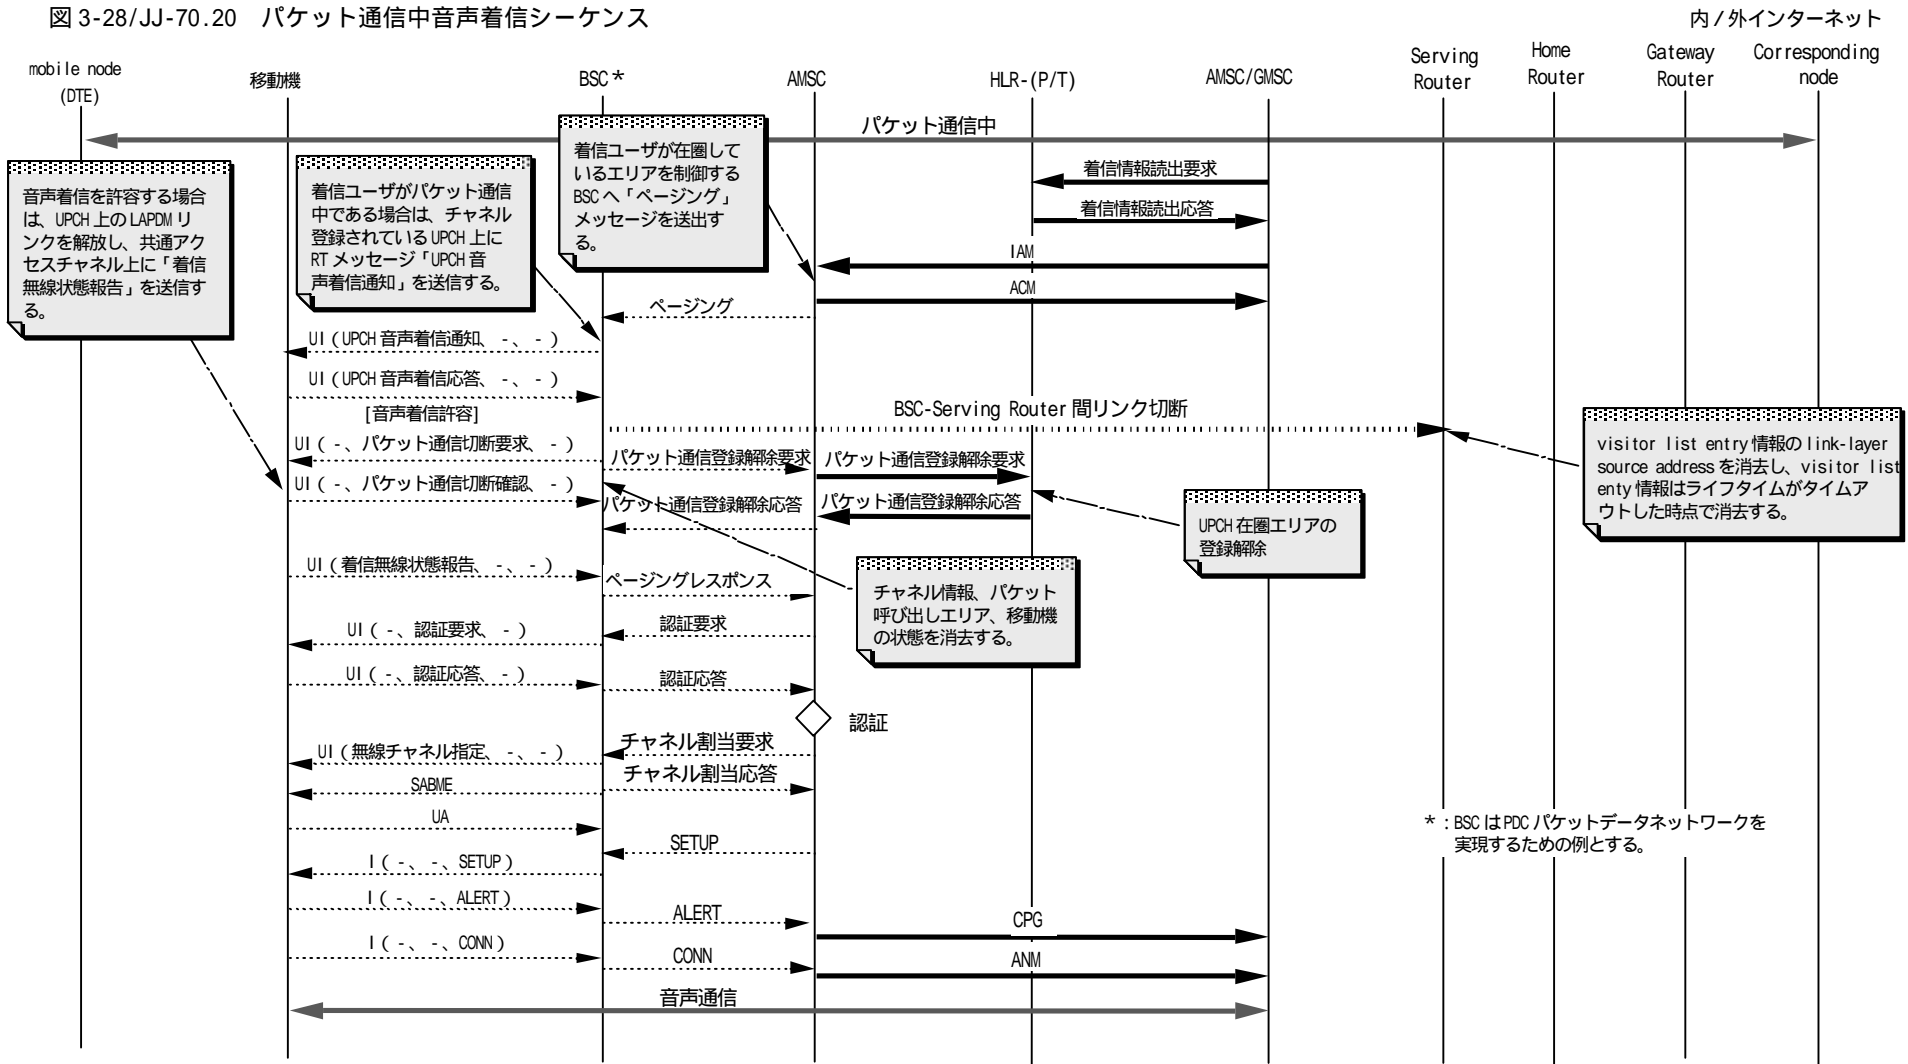 図 3-28/JJ-70.20 パケット通信中音声着信シーケンス
内/外インターネット
mobile node
(DTE)
移動機
BSC*
AMSC
HLR-(P/T)
AMSC/GMSC
Serving
Router
Home
Router
Gateway
Router
Corresponding
node
パケット通信中
音声着信を許容する場合
は、UPCH 上の LAPDM リ
ンクを解放し、共通アク
セスチャネル上に「着信
無線状態報告」を送信す
る。
着信ユーザがパケット通信
中である場合は、チャネル
登録されている UPCH 上に
RT メッセージ「UPCH 音
声着信通知」を送信する。
着信ユーザが在圏して
いるエリアを制御する
BSC へ「ページング」
メッセージを送出す
る。
着信情報読出要求
着信情報読出応答
IAM
ACM
ページング
UI(UPCH 音声着信通知、-、-)
UI(UPCH 音声着信応答、-、-)
[音声着信許容]
BSC-Serving Router 間リンク切断
UI(-、パケット通信切断要求、-)
パケット通信登録解除要求
パケット通信登録解除要求
UI(-、パケット通信切断確認、-)
パケット通信登録解除応答
パケット通信登録解除応答
visitor list entry 情報の link-layer
source address を消去し、visitor list
enty 情報はライフタイムがタイムア
ウトした時点で消去する。
UPCH 在圏エリアの
登録解除
UI(着信無線状態報告、-、-)
ページングレスポンス
チャネル情報、パケット
呼び出しエリア、移動機
の状態を消去する。
UI(-、認証要求、-)
認証要求
UI(-、認証応答、-)
認証応答
認証
UI(無線チャネル指定、-、-)
チャネル割当要求
チャネル割当応答
SABME
UA
SETUP
I(-、-、SETUP)
I(-、-、ALERT)
ALERT
CPG
I(-、-、CONN)
CONN
ANM
音声通信
*:BSC は PDC パケットデータネットワークを
実現するための例とする。